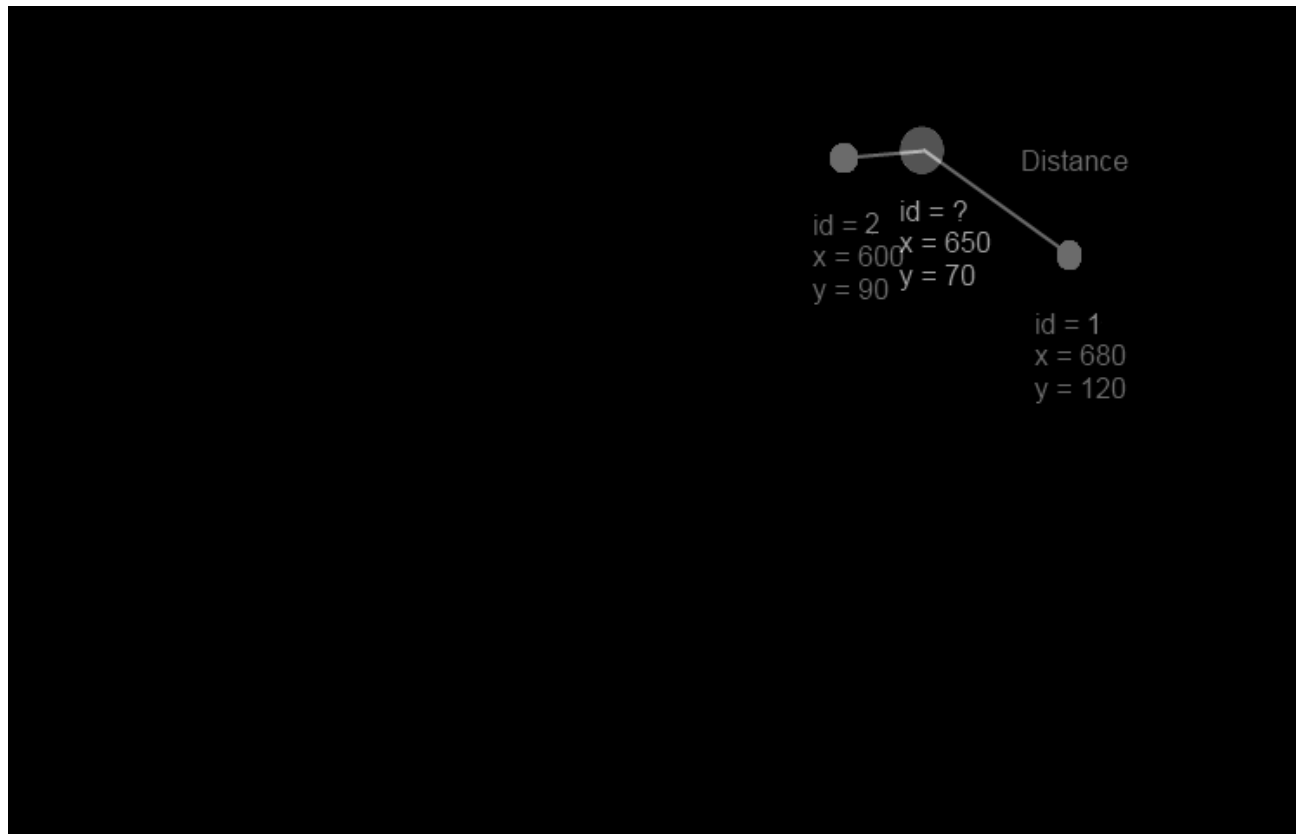 Distance
id = 2
x = 600
y = 90
id = ?
x = 650
y = 70
id = 1
x = 680
y = 120